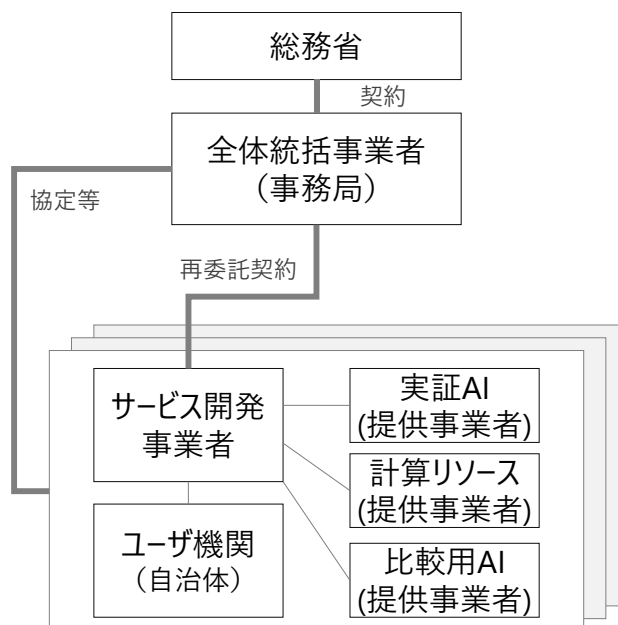 総務省
契約
全体統括事業者
（事務局）
協定等
再委託契約
サービス開発
事業者
実証AI
(提供事業者)
計算リソース
(提供事業者)
ユーザ機関
（自治体）
比較用AI
(提供事業者)